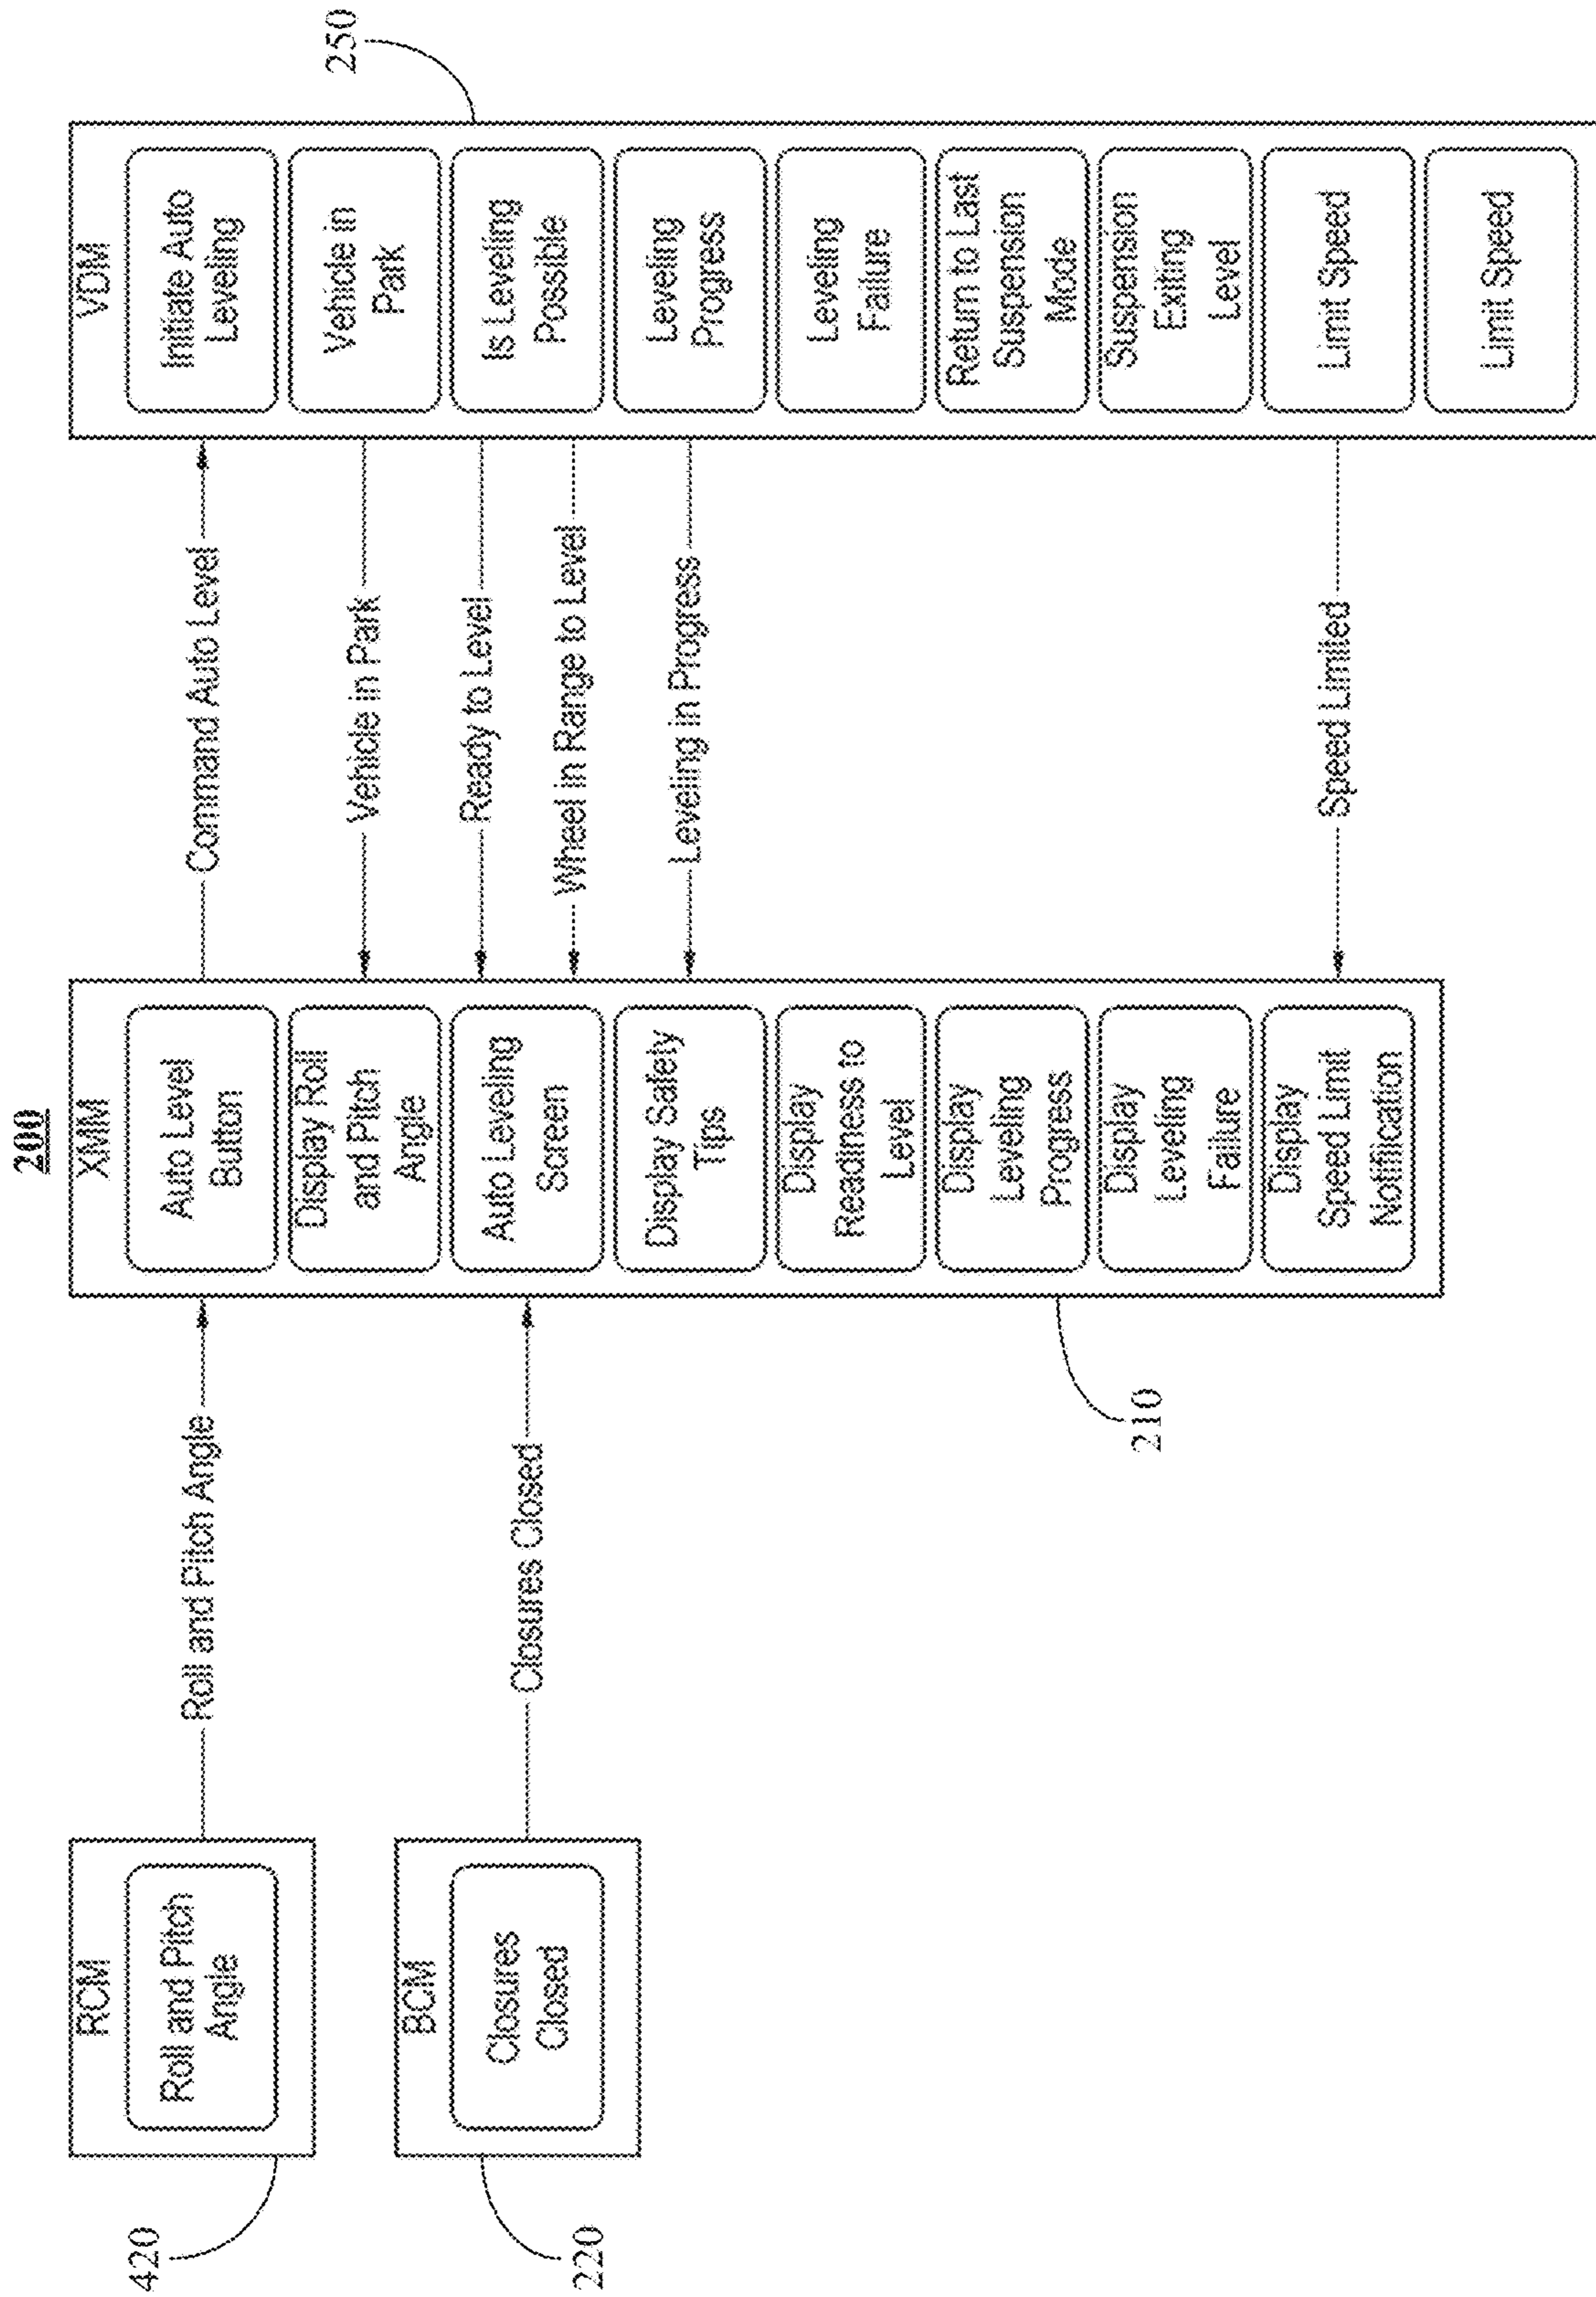 200
RCM
Roll and Pitch
Angle
420
BCM
Closures
Closed
220
Roll and Pitch Angle
Closures Closed
XMM
Auto Level
Button
Display Roll
and Pitch
Angle
Auto Leveling
Screen
Display Safety
Tips
Display
Readiness to
Level
Display
Leveling
Progress
Display
Leveling
Failure
Display
Speed Limit
Notification
210
Command Auto Level
Vehicle in Park
Ready to Level
Wheel in Range to Level
Leveling in Progress
Speed Limited
VDM
Initiate Auto
Leveling
Vehicle in
Park
Is Leveling
Possible
Leveling
Progress
Leveling
Failure
Return to Last
Suspension
Mode
Suspension
Exiting
Level
Limit Speed
Limit Speed
250